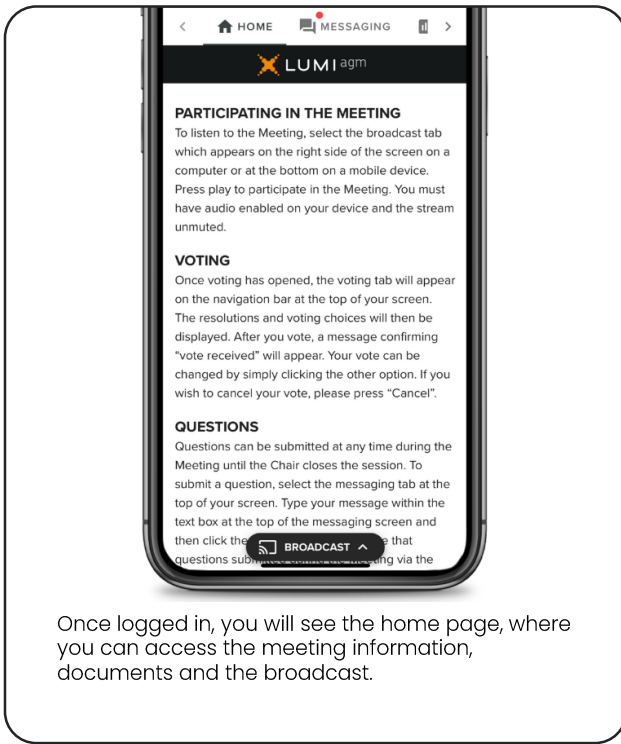 HOME MESSAGING
LUMI agm
PARTICIPATING IN THE MEETING
To listen to the Meeting, select the broadcast tab
which appears on the right side of the screen on a
computer or at the bottom on a mobile device.
Press play to participate in the Meeting. You must
have audio enabled on your device and the stream
unmuted.
VOTING
Once voting has opened, the voting tab will appear
on the navigation bar at the top of your screen.
The resolutions and voting choices will then be
displayed. After you vote, a message confirming
“vote received” will appear. Your vote can be
changed by simply clicking the other option. If you
wish to cancel your vote, please press “Cancel”.
QUESTIONS
Questions can be submitted at any time during the
Meeting until the Chair closes the session. To
submit a question, select the messaging tab at the
top of your screen. Type your message within the
text box at the top of the messaging screen and
then click the that
BROADCAST
questions via the
Once logged in, you will see the home page, where
you can access the meeting information,
documents and the broadcast.